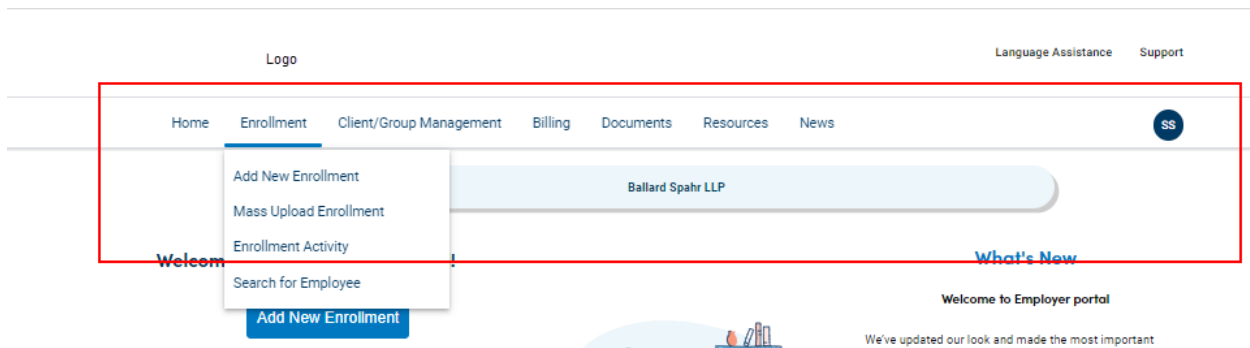 Logo
Language Assistance Support
Home Enrollment Client/Group Management Billing Documents Resources News SS
Add New Enrollment
Ballard Spahr LLP
Mass Upload Enrollment
Enrollment Activity
Welcom !
What's New
Search for Employee
Welcome to Employer portal
Add New Enrollment
We've updated our look and made the most important